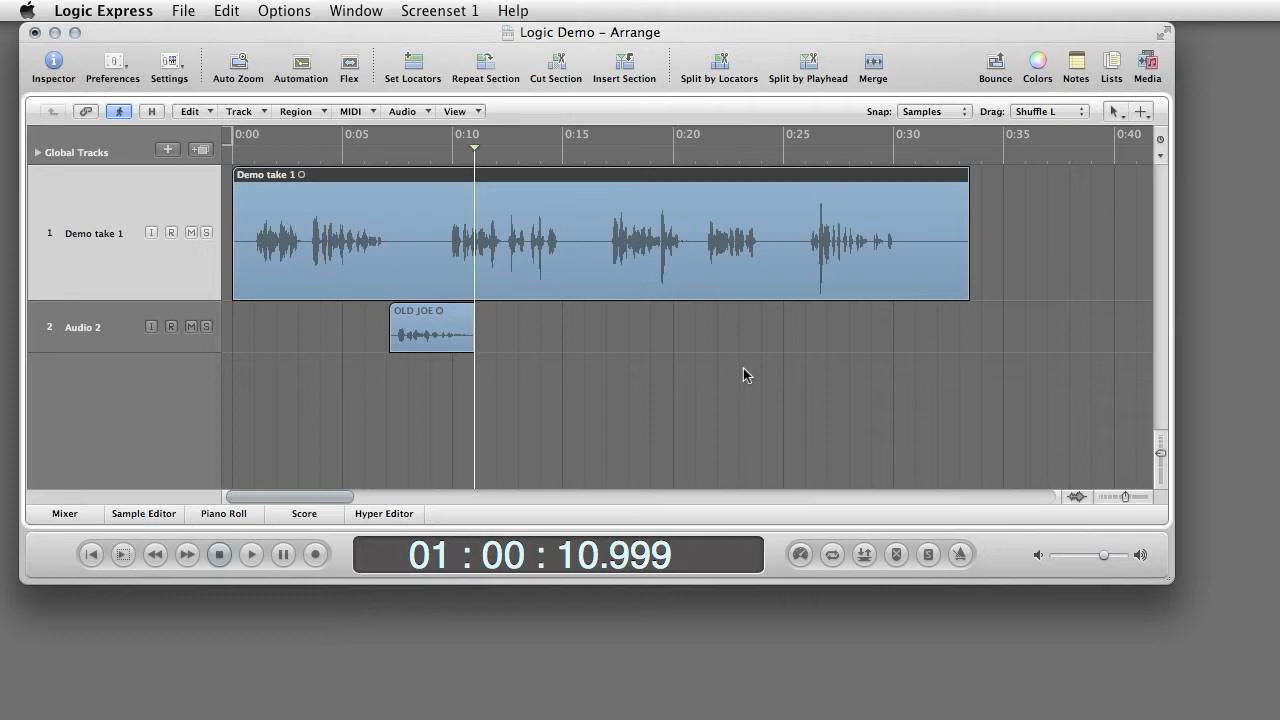 Logic Express File Edit Options Window Screenset 1 Help
Logic Demo – Arrange
Inspector Preferences Settings Auto Zoom Automation Flex Set Locators Repeat Section Cut Section Insert Section Split by Locators Split by Playhead Merge Bounce Colors Notes Lists Media
H Edit Track Region MIDI Audio View Snap: Samples Drag: Shuffle L
Global Tracks 0:00 0:05 0:10 0:15 0:20 0:25 0:30 0:35 0:40
Demo take 1
1 Demo take 1 I R M S
OLD JOE
2 Audio 2 I R M S
Mixer Sample Editor Piano Roll Score Hyper Editor
01 : 00 : 10.999
S